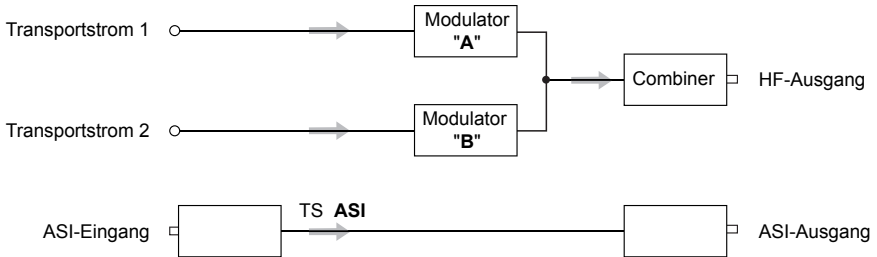 Transportstrom 1
Modulator
"A"
Combiner
HF-Ausgang
Transportstrom 2
Modulator
"B"
TS ASI
ASI-Eingang
ASI-Ausgang